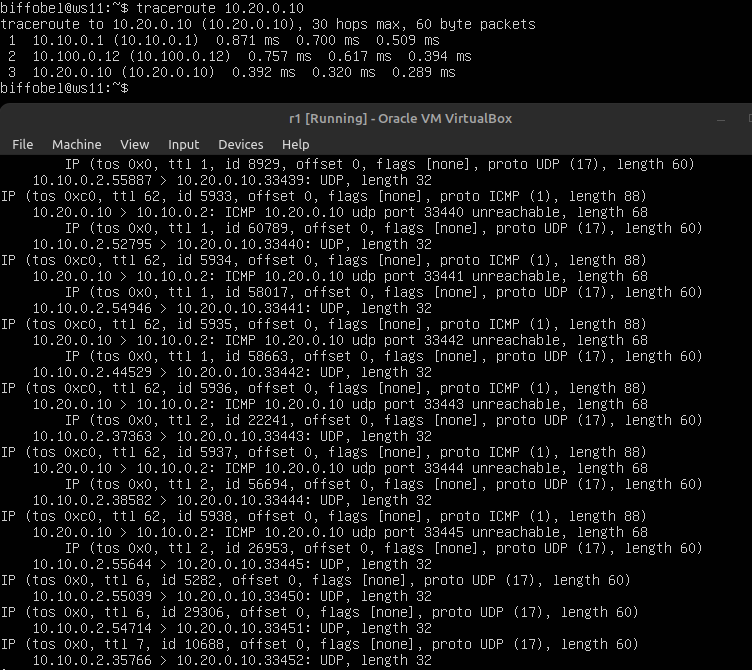 biffobel@ws11:~$ traceroute 10.20.0.10
traceroute to 10.20.0.10 (10.20.0.10), 30 hops max, 60 byte packets
 1  10.10.0.1 (10.10.0.1)  0.871 ms  0.700 ms  0.509 ms
 2  10.100.0.12 (10.100.0.12)  0.757 ms  0.617 ms  0.394 ms
 3  10.20.0.10 (10.20.0.10)  0.392 ms  0.320 ms  0.289 ms
biffobel@ws11:~$
r1 [Running] - Oracle VM VirtualBox
File Machine View Input Devices Help
IP (tos 0x0, ttl 1, id 8929, offset 0, flags [none], proto UDP (17), length 60)
10.10.0.2.55887 > 10.20.0.10.33439: UDP, length 32
IP (tos 0xc0, ttl 62, id 5933, offset 0, flags [none], proto ICMP (1), length 88)
10.20.0.10 > 10.10.0.2: ICMP 10.20.0.10 udp port 33440 unreachable, length 68
IP (tos 0x0, ttl 1, id 60789, offset 0, flags [none], proto UDP (17), length 60)
10.10.0.2.52795 > 10.20.0.10.33440: UDP, length 32
IP (tos 0xc0, ttl 62, id 5934, offset 0, flags [none], proto ICMP (1), length 88)
10.20.0.10 > 10.10.0.2: ICMP 10.20.0.10 udp port 33441 unreachable, length 68
IP (tos 0x0, ttl 1, id 58017, offset 0, flags [none], proto UDP (17), length 60)
10.10.0.2.54946 > 10.20.0.10.33441: UDP, length 32
IP (tos 0xc0, ttl 62, id 5935, offset 0, flags [none], proto ICMP (1), length 88)
10.20.0.10 > 10.10.0.2: ICMP 10.20.0.10 udp port 33442 unreachable, length 68
IP (tos 0x0, ttl 1, id 58663, offset 0, flags [none], proto UDP (17), length 60)
10.10.0.2.44529 > 10.20.0.10.33442: UDP, length 32
IP (tos 0xc0, ttl 62, id 5936, offset 0, flags [none], proto ICMP (1), length 88)
10.20.0.10 > 10.10.0.2: ICMP 10.20.0.10 udp port 33443 unreachable, length 68
IP (tos 0x0, ttl 2, id 22241, offset 0, flags [none], proto UDP (17), length 60)
10.10.0.2.37363 > 10.20.0.10.33443: UDP, length 32
IP (tos 0xc0, ttl 62, id 5937, offset 0, flags [none], proto ICMP (1), length 88)
10.20.0.10 > 10.10.0.2: ICMP 10.20.0.10 udp port 33444 unreachable, length 68
IP (tos 0x0, ttl 2, id 56694, offset 0, flags [none], proto UDP (17), length 60)
10.10.0.2.38582 > 10.20.0.10.33444: UDP, length 32
IP (tos 0xc0, ttl 62, id 5938, offset 0, flags [none], proto ICMP (1), length 88)
10.20.0.10 > 10.10.0.2: ICMP 10.20.0.10 udp port 33445 unreachable, length 68
IP (tos 0x0, ttl 2, id 26953, offset 0, flags [none], proto UDP (17), length 60)
10.10.0.2.55644 > 10.20.0.10.33445: UDP, length 32
IP (tos 0x0, ttl 6, id 5282, offset 0, flags [none], proto UDP (17), length 60)
10.10.0.2.55039 > 10.20.0.10.33450: UDP, length 32
IP (tos 0x0, ttl 6, id 29306, offset 0, flags [none], proto UDP (17), length 60)
10.10.0.2.54714 > 10.20.0.10.33451: UDP, length 32
IP (tos 0x0, ttl 7, id 10688, offset 0, flags [none], proto UDP (17), length 60)
10.10.0.2.35766 > 10.20.0.10.33452: UDP, length 32